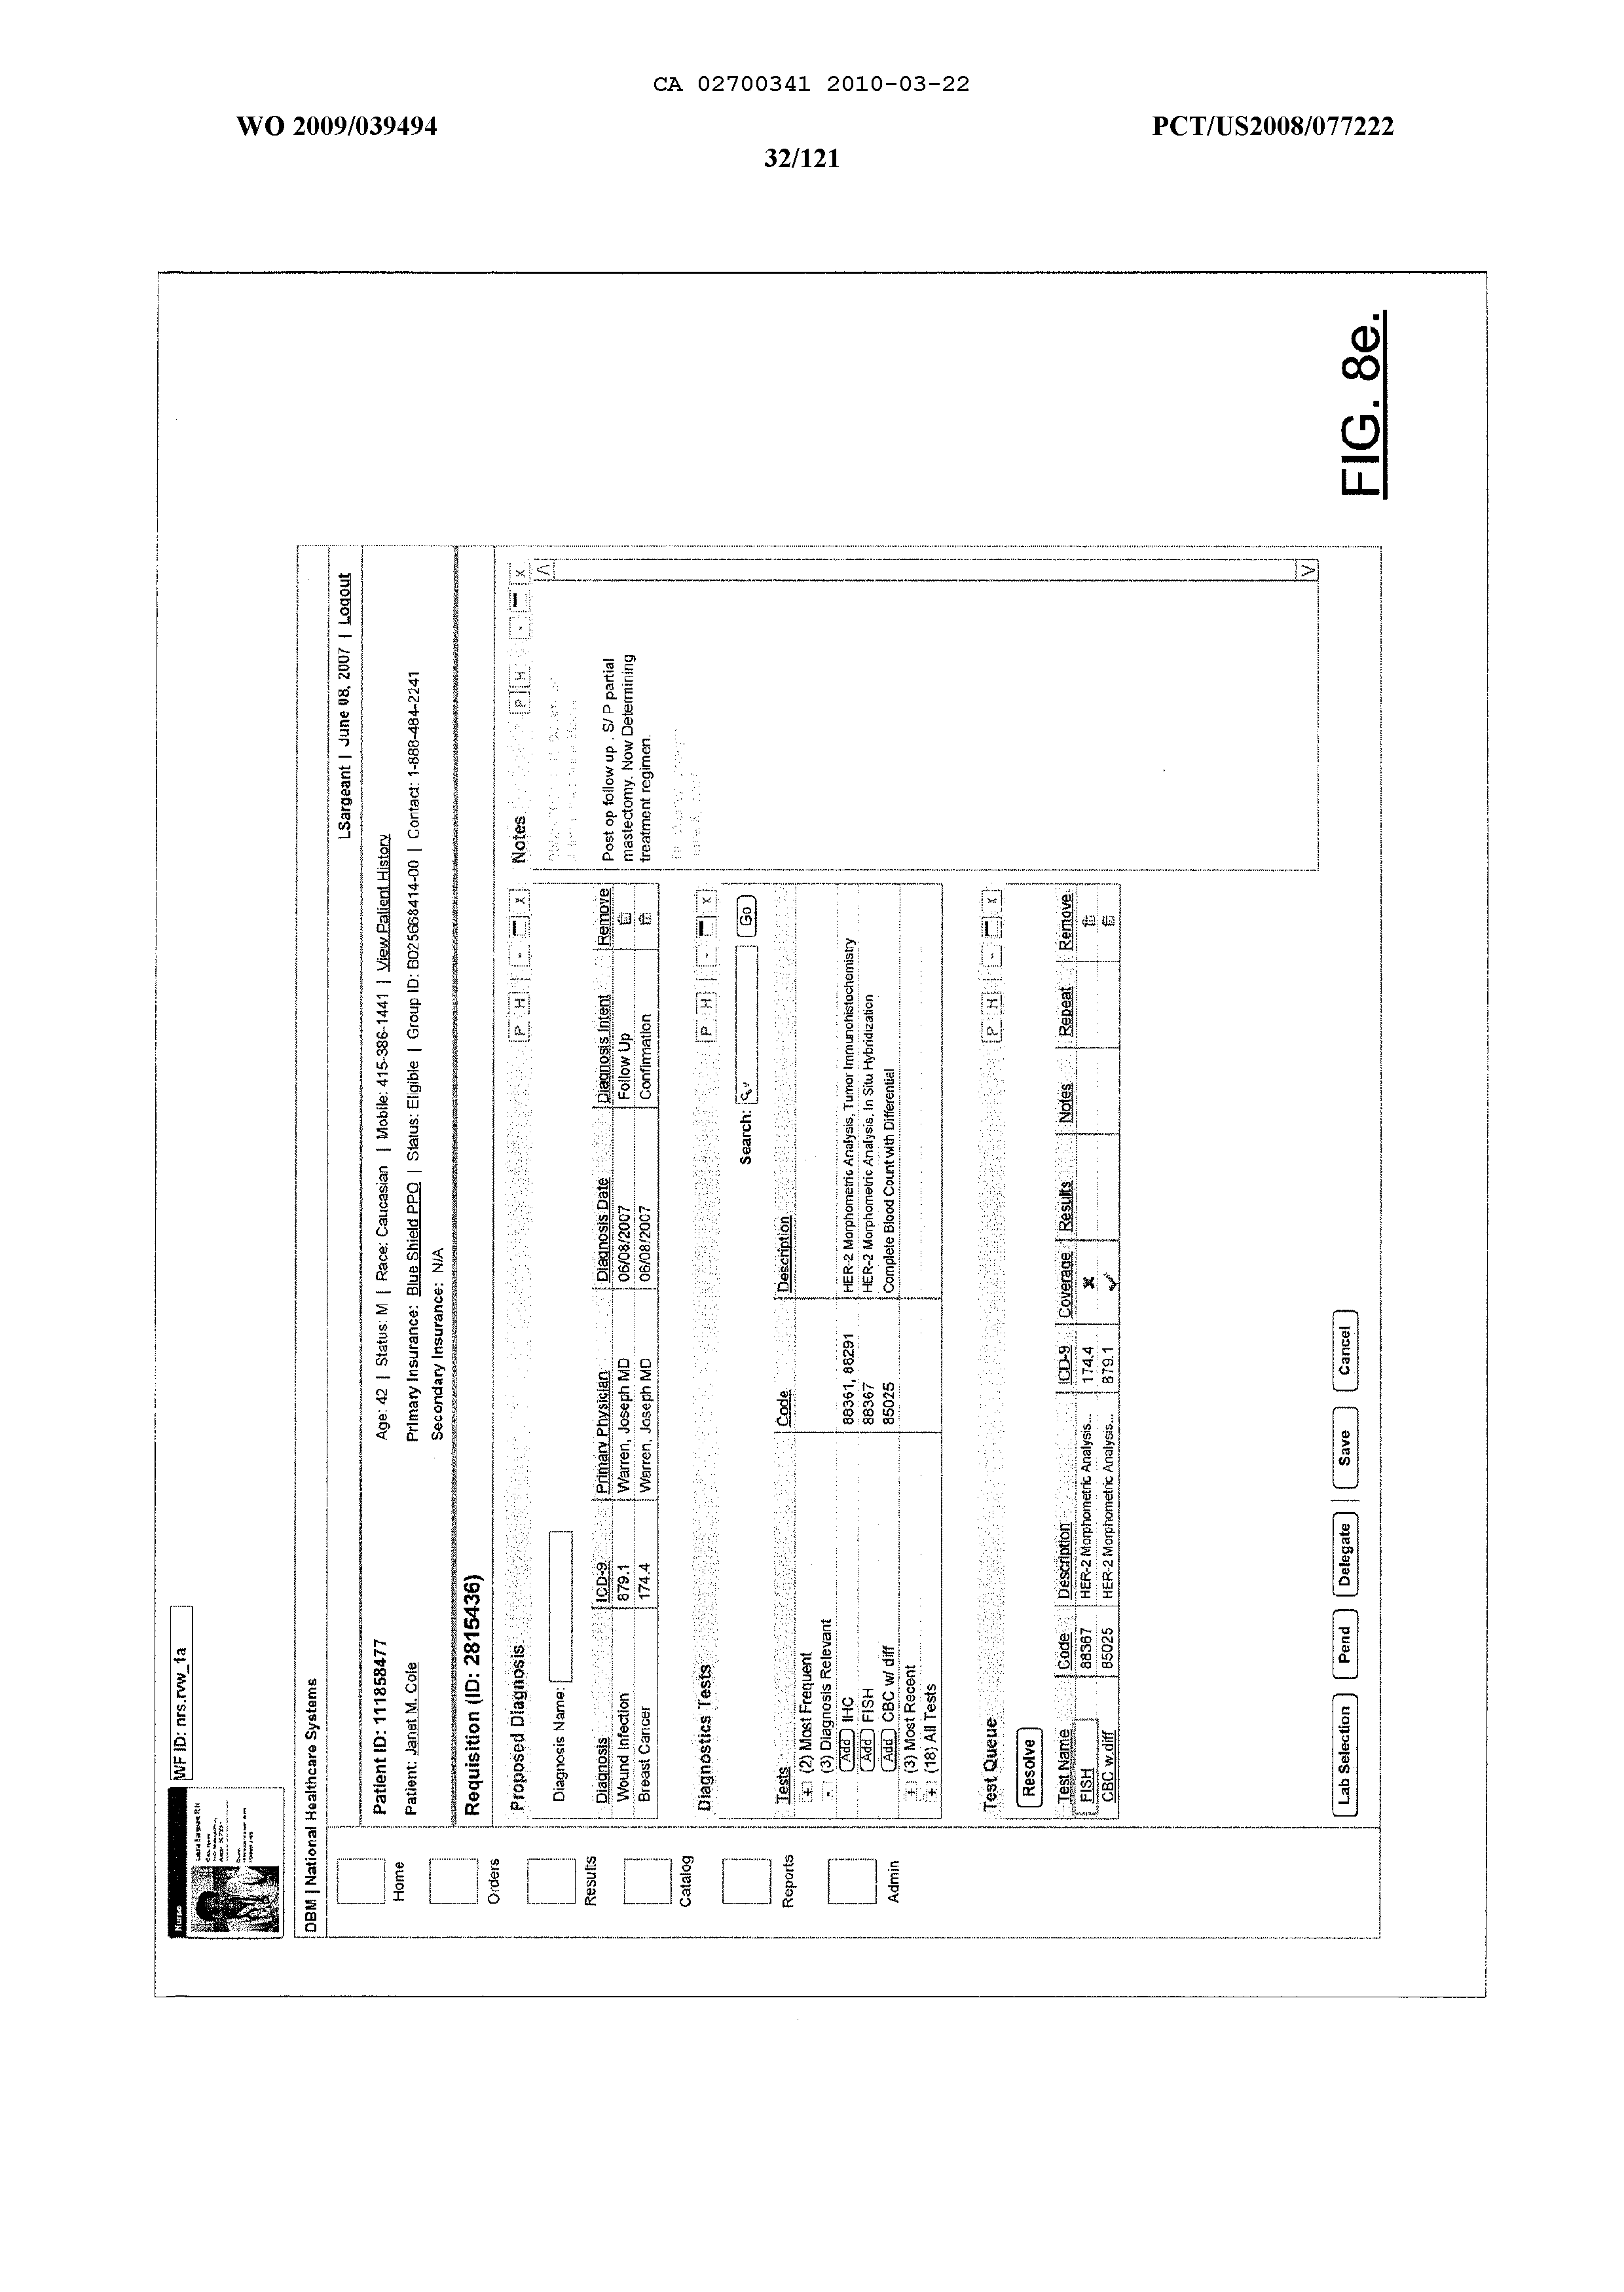 CA 02700341 2010-03-22
WO 2009/039494 PCT/US2008/077222
32/121
Nurse
WF ID: nrs.rvw_1a
DBM | National Healthcare Systems
LSargeant | June 08, 2007 | Logout
Home
Orders
Results
Catalog
Reports
Admin
Patient ID: 111858477 Age: 42 | Status: M | Race: Caucasian | Mobile: 415-386-1441 | View Patient History
Patient: Janet M. Cole Primary Insurance: Blue Shield PPO | Status: Eligible | Group ID: B025668414-00 | Contact: 1-888-484-2241
Secondary Insurance: N/A
Requisition (ID: 2815436)
Proposed Diagnosis P H - x
Diagnosis Name:
Diagnosis ICD-9 Primary Physician Diagnosis Date Diagnosis Intent Remove
Wound Infection 879.1 Warren, Joseph MD 06/08/2007 Follow Up
Breast Cancer 174.4 Warren, Joseph MD 06/08/2007 Confirmation
Diagnostics Tests P H - x
Search: Go
Tests Code Description
+ (2) Most Frequent
- (3) Diagnosis Relevant
Add IHC 88361, 88291 HER-2 Morphometric Analysis, Tumor Immunohistochemistry
Add FISH 88367 HER-2 Morphometric Analysis, In Situ Hybridization
Add CBC w/ diff 85025 Complete Blood Count with Differential
+ (3) Most Recent
+ (18) All Tests
Test Queue P H - x
Resolve
Test Name Code Description ICD-9 Coverage Results Notes Repeat Remove
FISH 88367 HER-2 Morphometric Analysis... 174.4
CBC w diff 85025 HER-2 Morphometric Analysis... 879.1
Notes P H - x
Post op follow up . S/ P partial
mastectomy. Now Determining
treatment regimen.
Lab Selection Pend Delegate | Save Cancel
FIG. 8e.